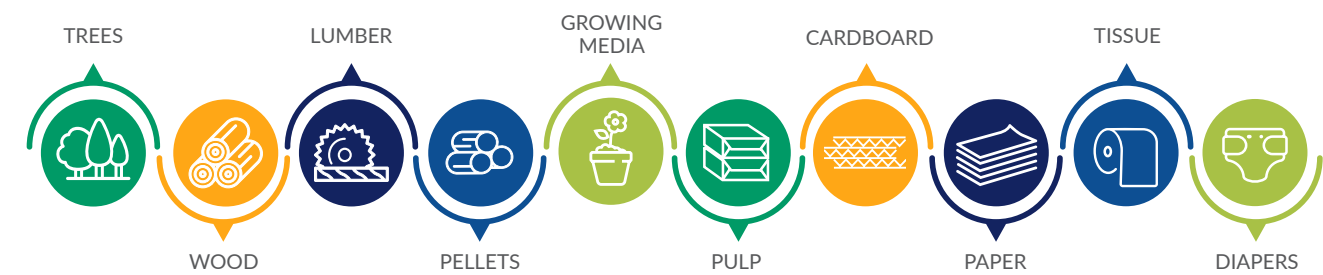 TREES
WOOD
LUMBER
PELLETS
GROWING
MEDIA
PULP
CARDBOARD
PAPER
TISSUE
DIAPERS